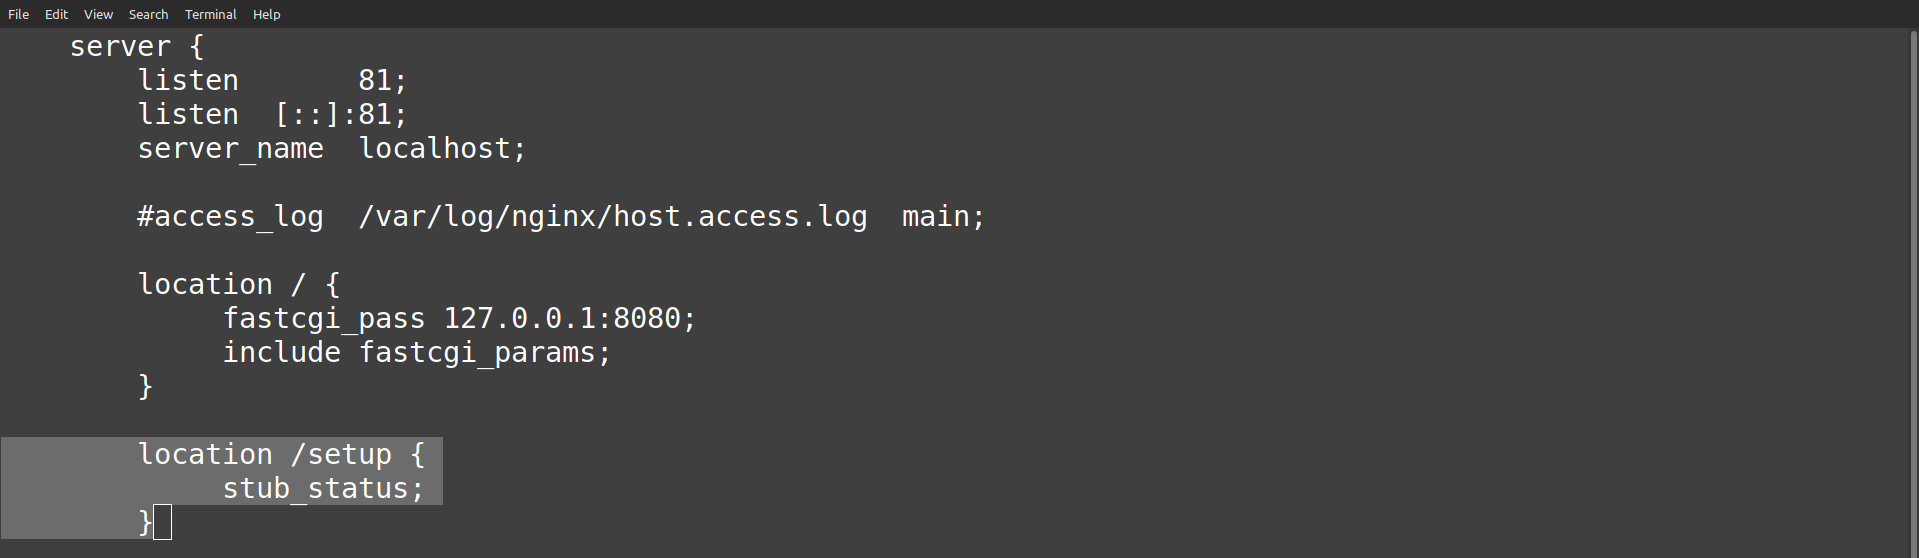 File Edit View Search Terminal Help
server {
listen 81;
listen [::]:81;
server_name localhost;
#access_log /var/log/nginx/host.access.log main;
location / {
fastcgi_pass 127.0.0.1:8080;
include fastcgi_params;
}
location /setup {
stub_status;
}